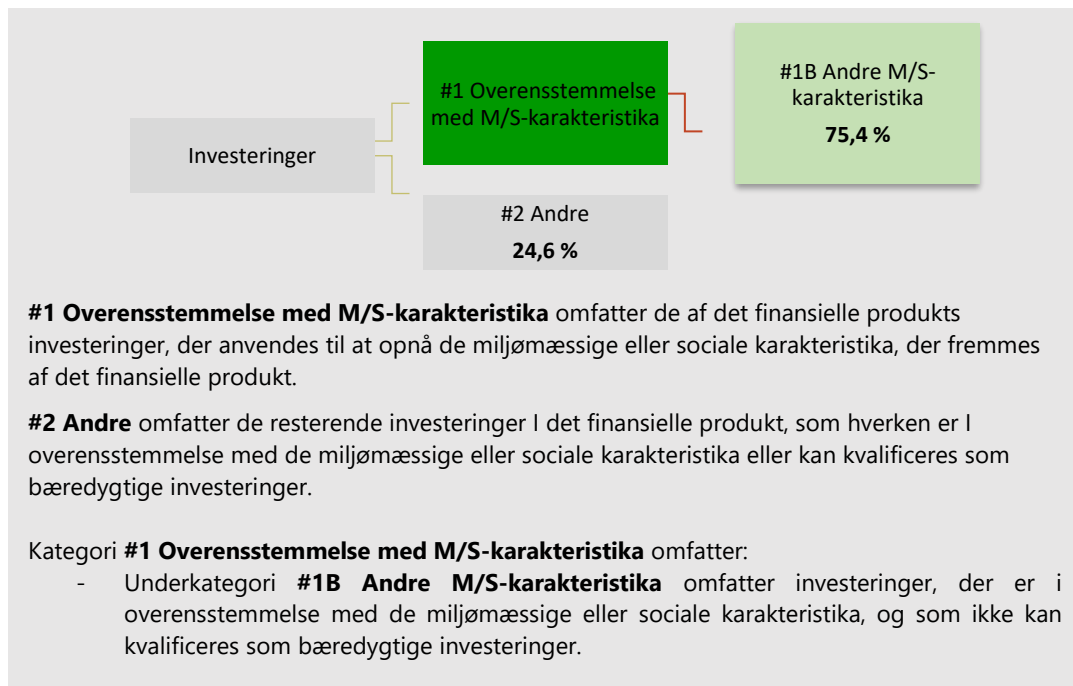 Investeringer
#1 Overensstemmelse
med M/S-karakteristika
#1B Andre M/S-
karakteristika
75,4 %
#2 Andre
24,6 %
#1 Overensstemmelse med M/S-karakteristika omfatter de af det finansielle produkts
investeringer, der anvendes til at opnå de miljømæssige eller sociale karakteristika, der fremmes
af det finansielle produkt.
#2 Andre omfatter de resterende investeringer I det finansielle produkt, som hverken er I
overensstemmelse med de miljømæssige eller sociale karakteristika eller kan kvalificeres som
bæredygtige investeringer.
Kategori #1 Overensstemmelse med M/S-karakteristika omfatter:
- Underkategori #1B Andre M/S-karakteristika omfatter investeringer, der er i
overensstemmelse med de miljømæssige eller sociale karakteristika, og som ikke kan
kvalificeres som bæredygtige investeringer.